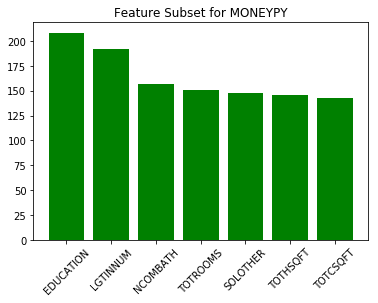 Feature Subset for MONEYPY
200
175
150
125
100
75
50
25
0
EDUCATION
LGTINNUM
NCOMBATH
TOTROOMS
SOLOTHER
TOTHSQFT
TOTCSQFT